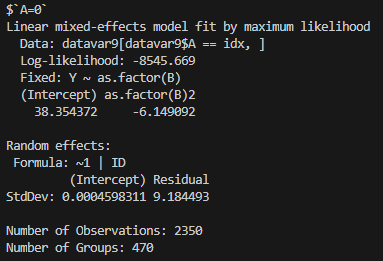 $`A=0`
Linear mixed-effects model fit by maximum likelihood
  Data: datavar9[datavar9$A == idx, ]
  Log-likelihood: -8545.669
  Fixed: Y ~ as.factor(B)
  (Intercept) as.factor(B)2
    38.354372     -6.149092

Random effects:
 Formula: ~1 | ID
         (Intercept) Residual
StdDev: 0.0004598311 9.184493

Number of Observations: 2350
Number of Groups: 470